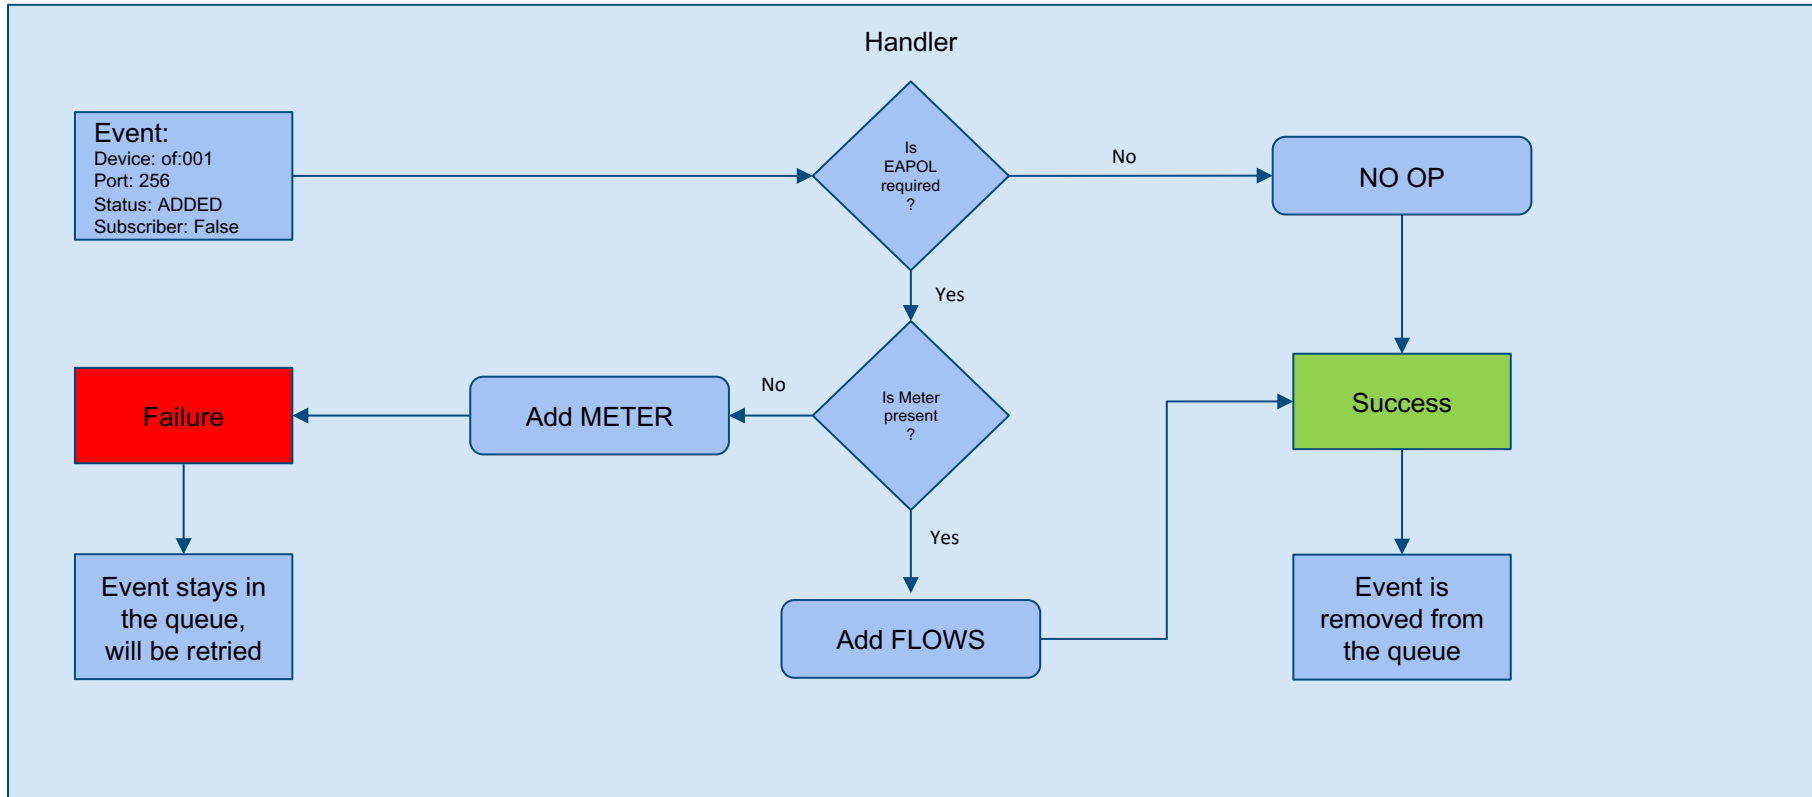 Handler
Event:
Device: of:001
Port: 256
Status: ADDED
Subscriber: False
Is
EAPOL
required
?
No
NO OP
Yes
Failure
Add METER
No
Is Meter
present
?
Success
Yes
Event stays in
the queue,
will be retried
Add FLOWS
Event is
removed from
the queue